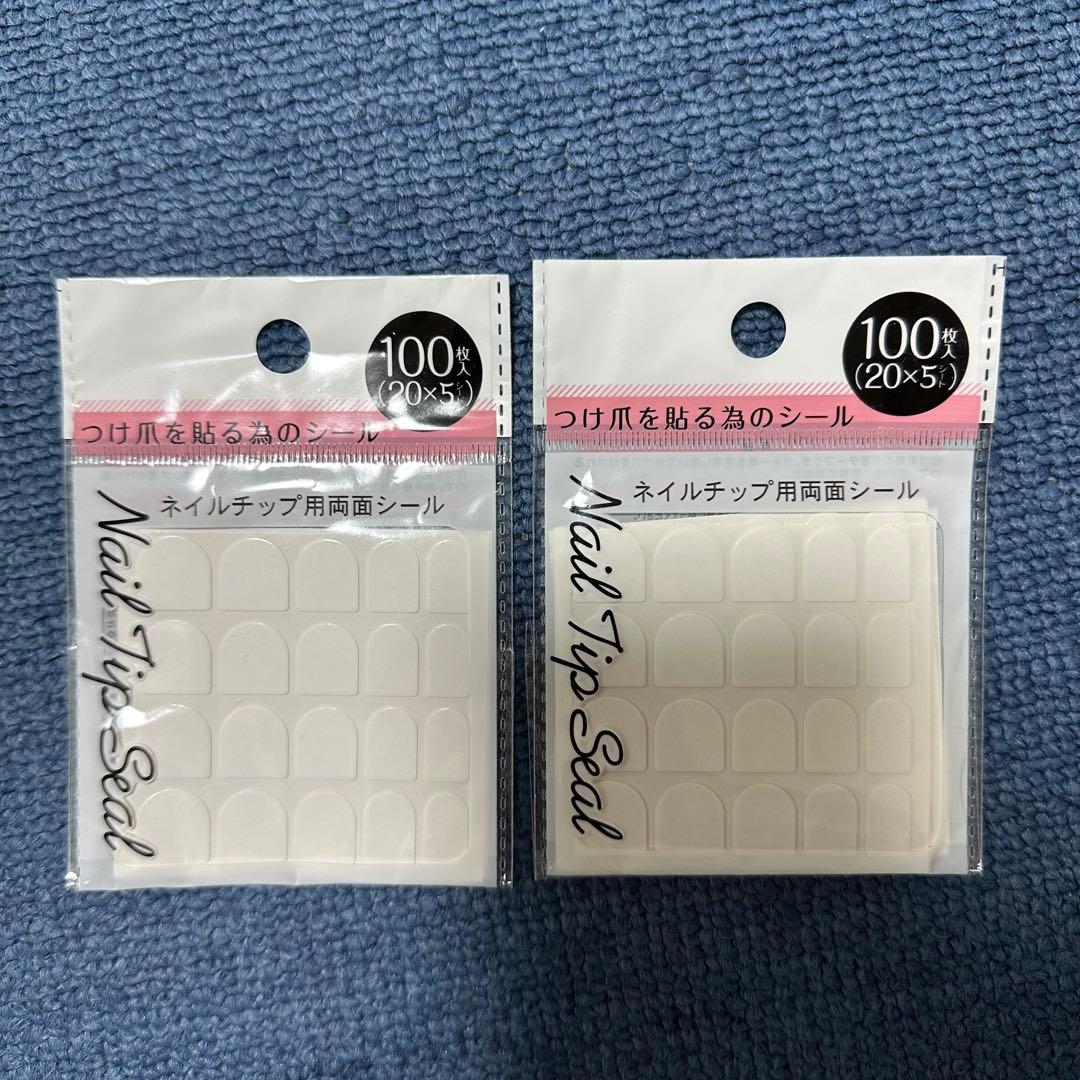 100枚入
(20×5シート)
つけ爪を貼る為のシール
ネイルチップ用両面シール
Nail Tip Seal
100枚入
(20×5シート)
つけ爪を貼る為のシール
ネイルチップ用両面シール
Nail Tip Seal